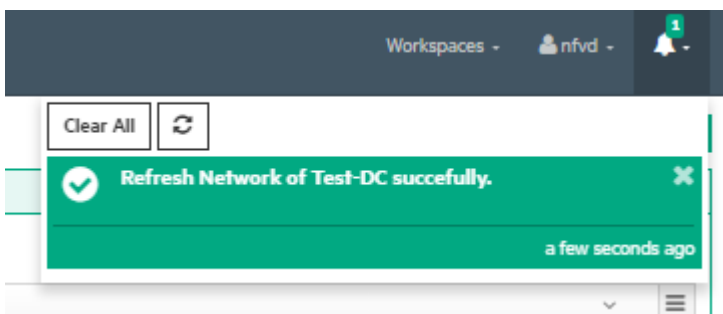 1
Workspaces
nfvd
Clear All
Refresh Network of Test-DC succefully.
a few seconds ago